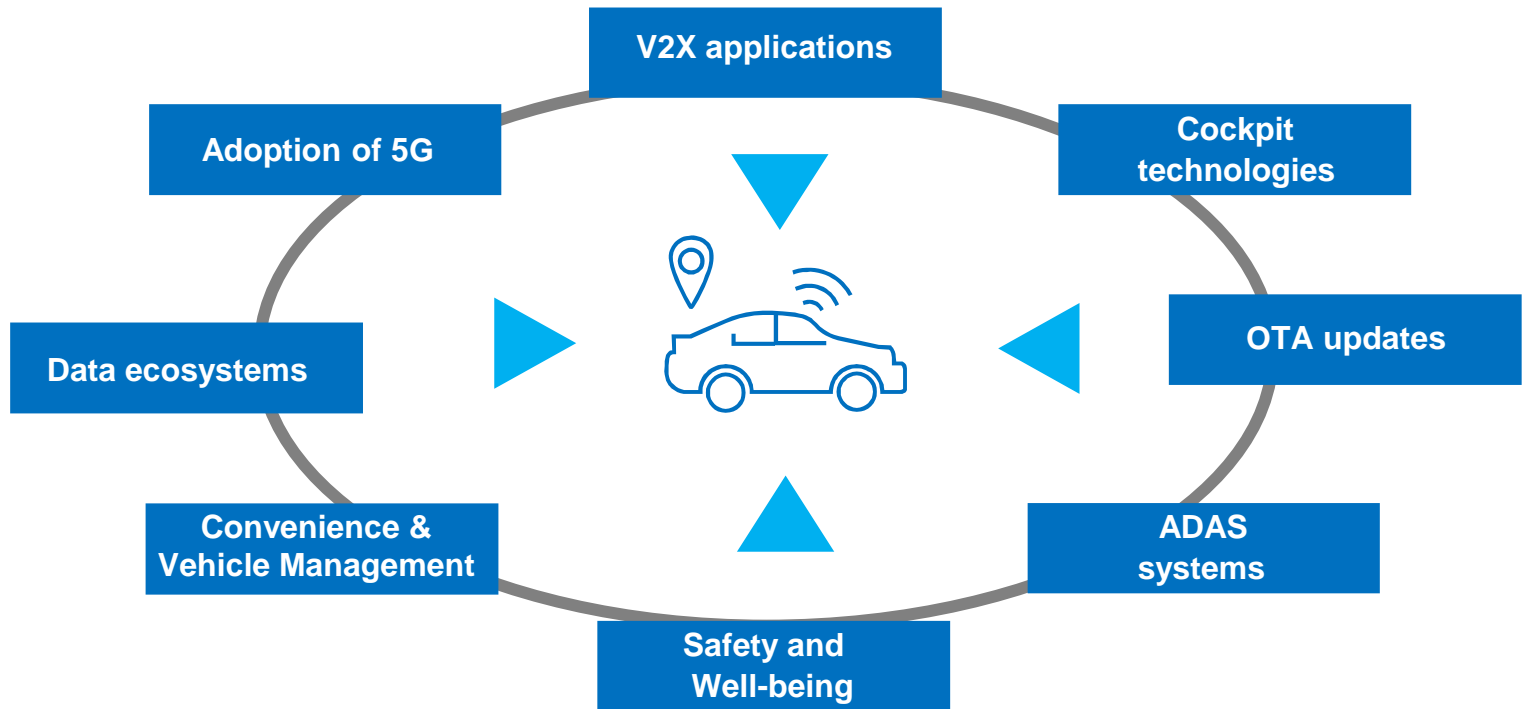 V2X applications
Adoption of 5G
Cockpit
technologies
Data ecosystems
OTA updates
Convenience &
Vehicle Management
ADAS
systems
Safety and
Well-being